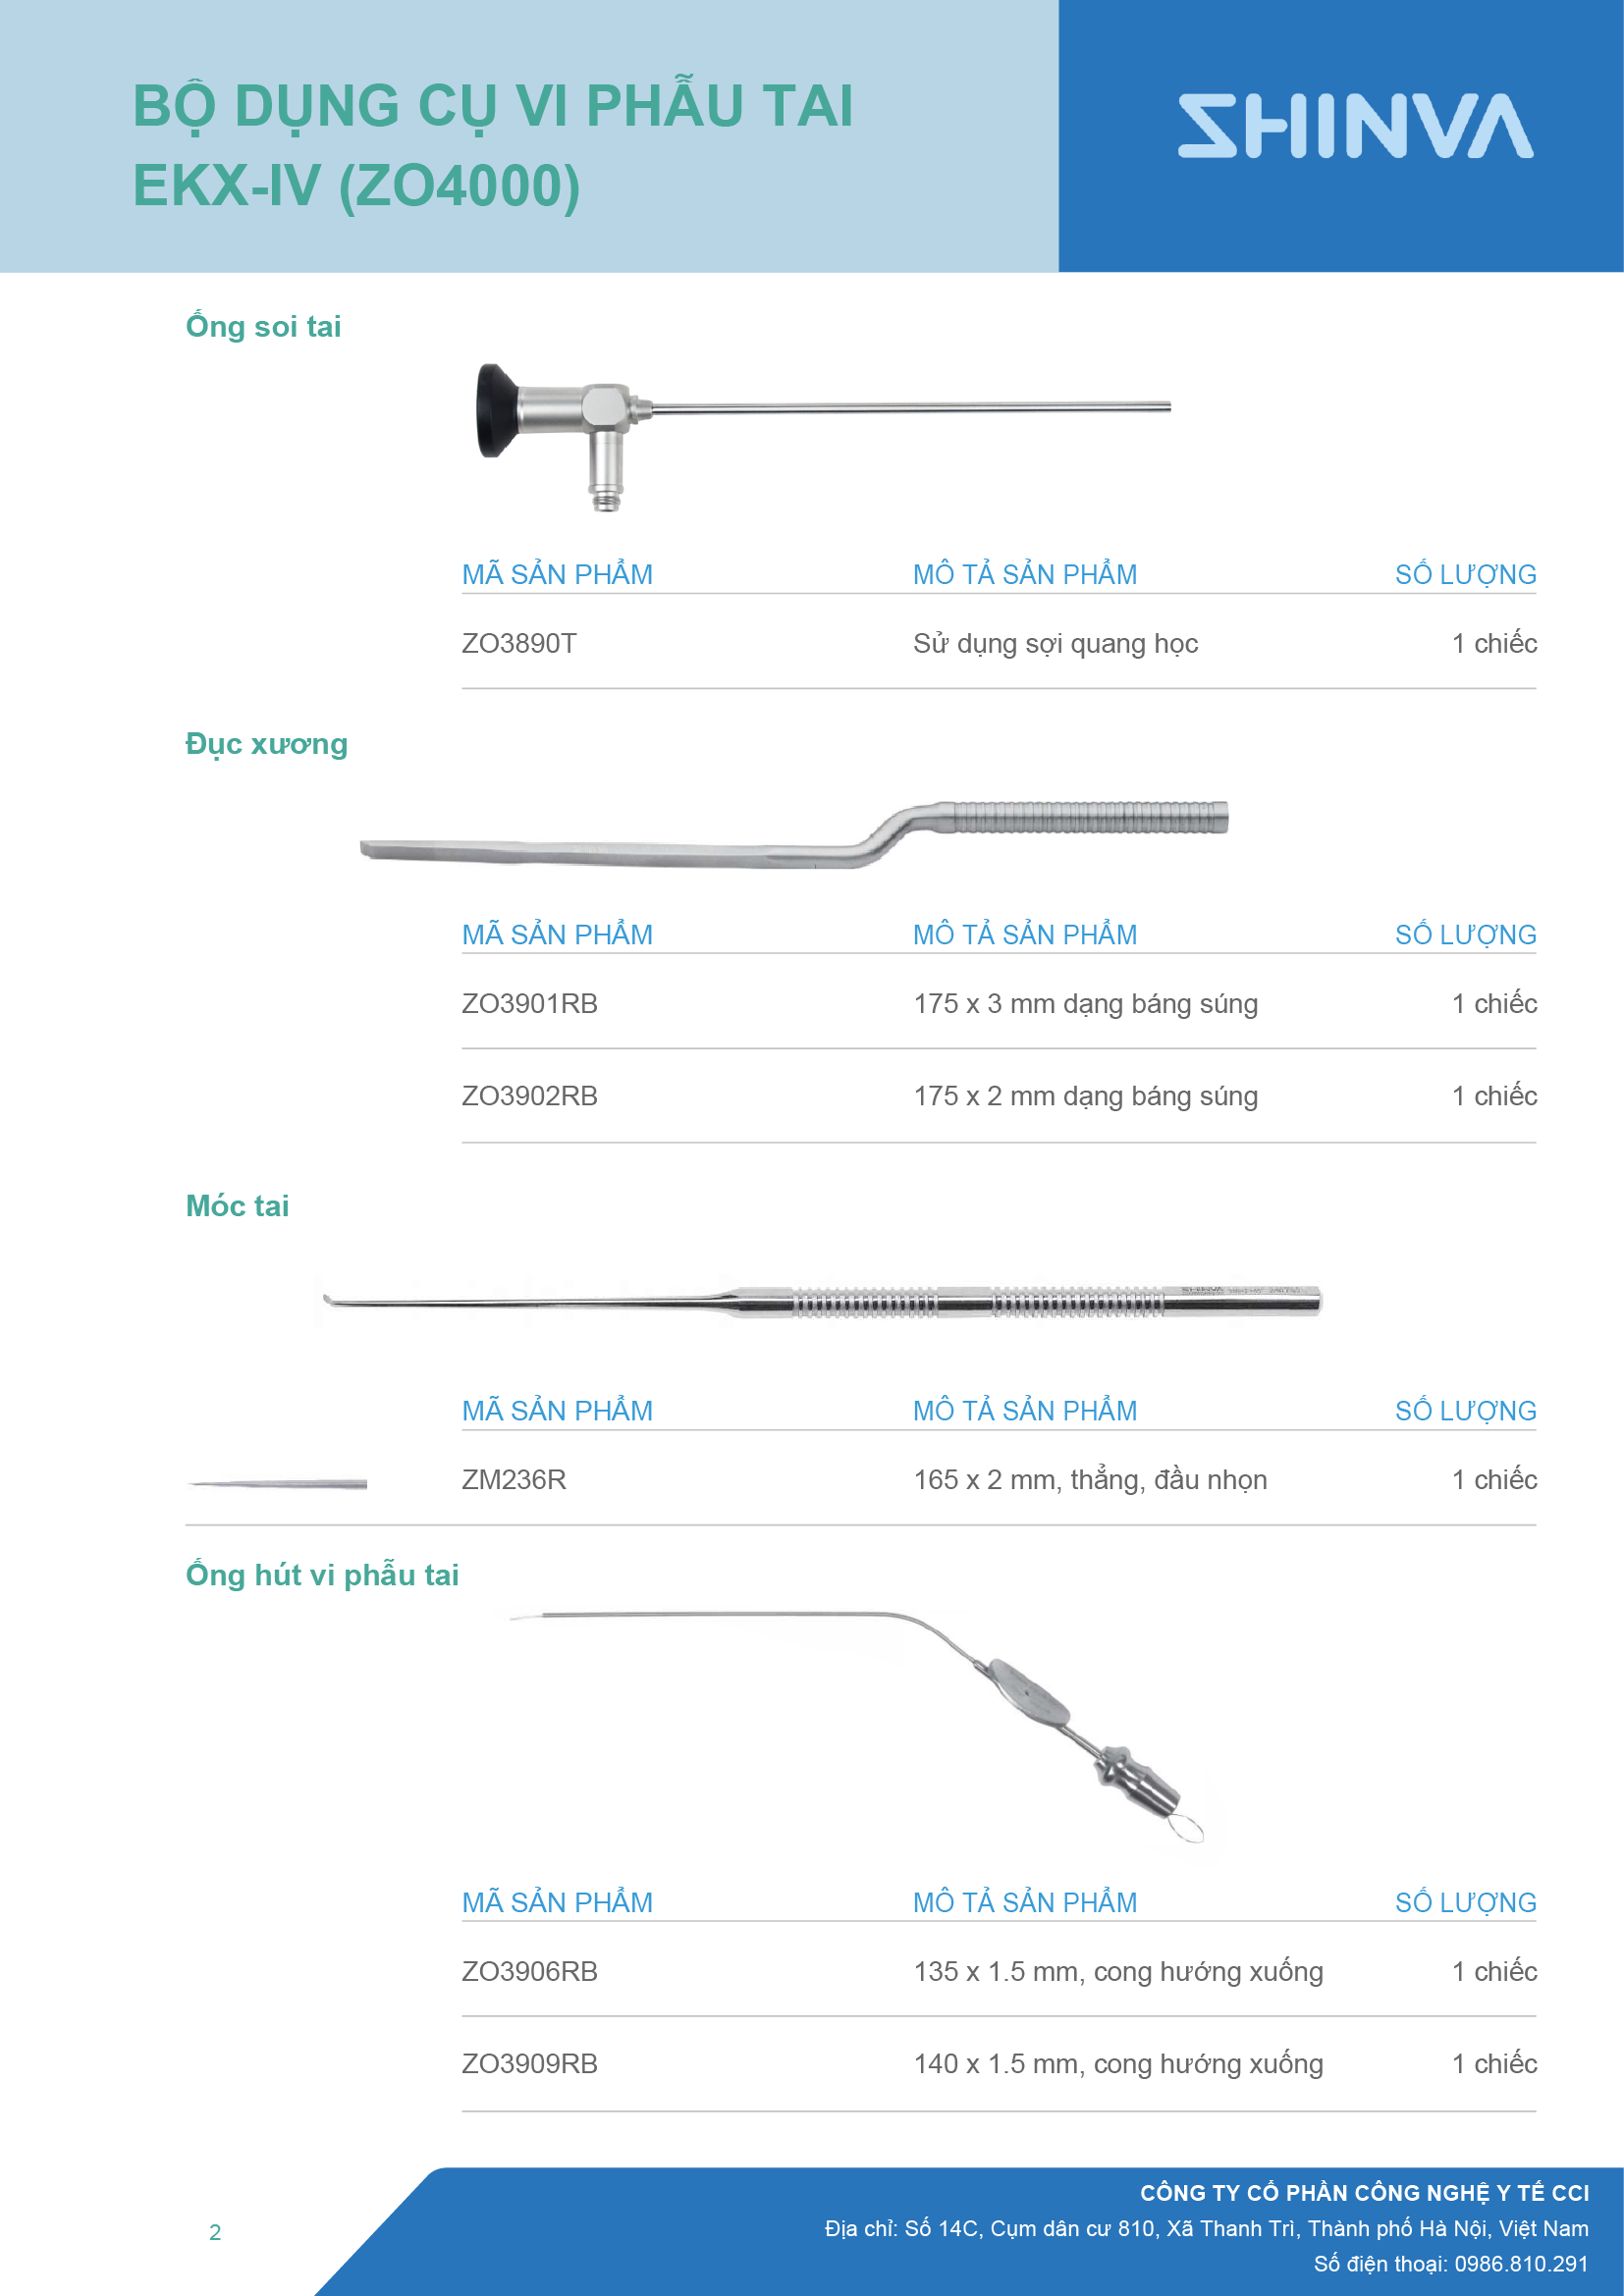 BỘ DỤNG CỤ VI PHẪU TAI
EKX-IV (ZO4000)
SHINVA
Ống soi tai
MÃ SẢN PHẨM MÔ TẢ SẢN PHẨM SỐ LƯỢNG
ZO3890T Sử dụng sợi quang học 1 chiếc
Đục xương
MÃ SẢN PHẨM MÔ TẢ SẢN PHẨM SỐ LƯỢNG
ZO3901RB 175 x 3 mm dạng báng súng 1 chiếc
ZO3902RB 175 x 2 mm dạng báng súng 1 chiếc
Móc tai
SHINVA
MÃ SẢN PHẨM MÔ TẢ SẢN PHẨM SỐ LƯỢNG
ZM236R 165 x 2 mm, thẳng, đầu nhọn 1 chiếc
Ống hút vi phẫu tai
MÃ SẢN PHẨM MÔ TẢ SẢN PHẨM SỐ LƯỢNG
ZO3906RB 135 x 1.5 mm, cong hướng xuống 1 chiếc
ZO3909RB 140 x 1.5 mm, cong hướng xuống 1 chiếc
CÔNG TY CỔ PHẦN CÔNG NGHỆ Y TẾ CCI
Địa chỉ: Số 14C, Cụm dân cư 810, Xã Thanh Trì, Thành phố Hà Nội, Việt Nam
Số điện thoại: 0986.810.291
2